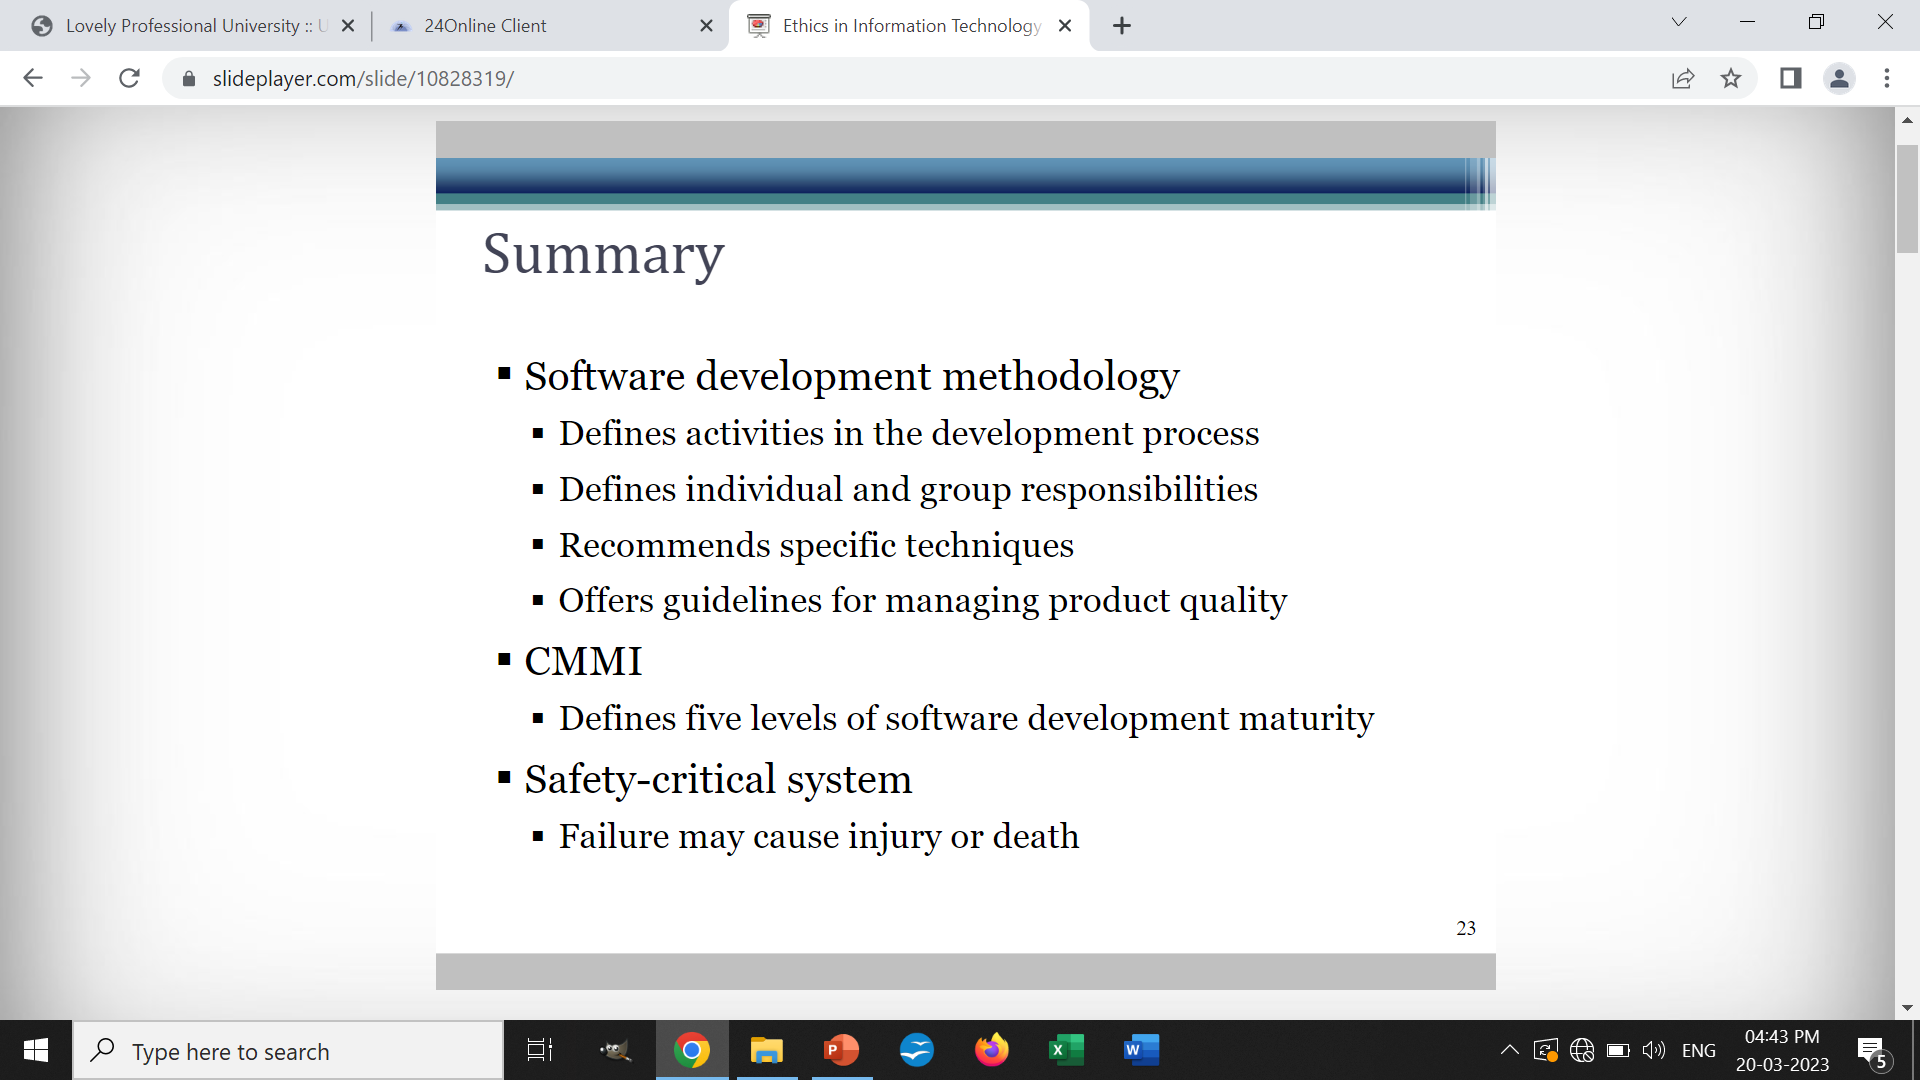 Lovely Professional University :: U
24Online Client
Ethics in Information Technology
slideplayer.com/slide/10828319/
Summary
Software development methodology
Defines activities in the development process
Defines individual and group responsibilities
Recommends specific techniques
Offers guidelines for managing product quality
CMMI
Defines five levels of software development maturity
Safety-critical system
Failure may cause injury or death
23
Type here to search
P
X
W
ENG
04:43 PM
20-03-2023
5